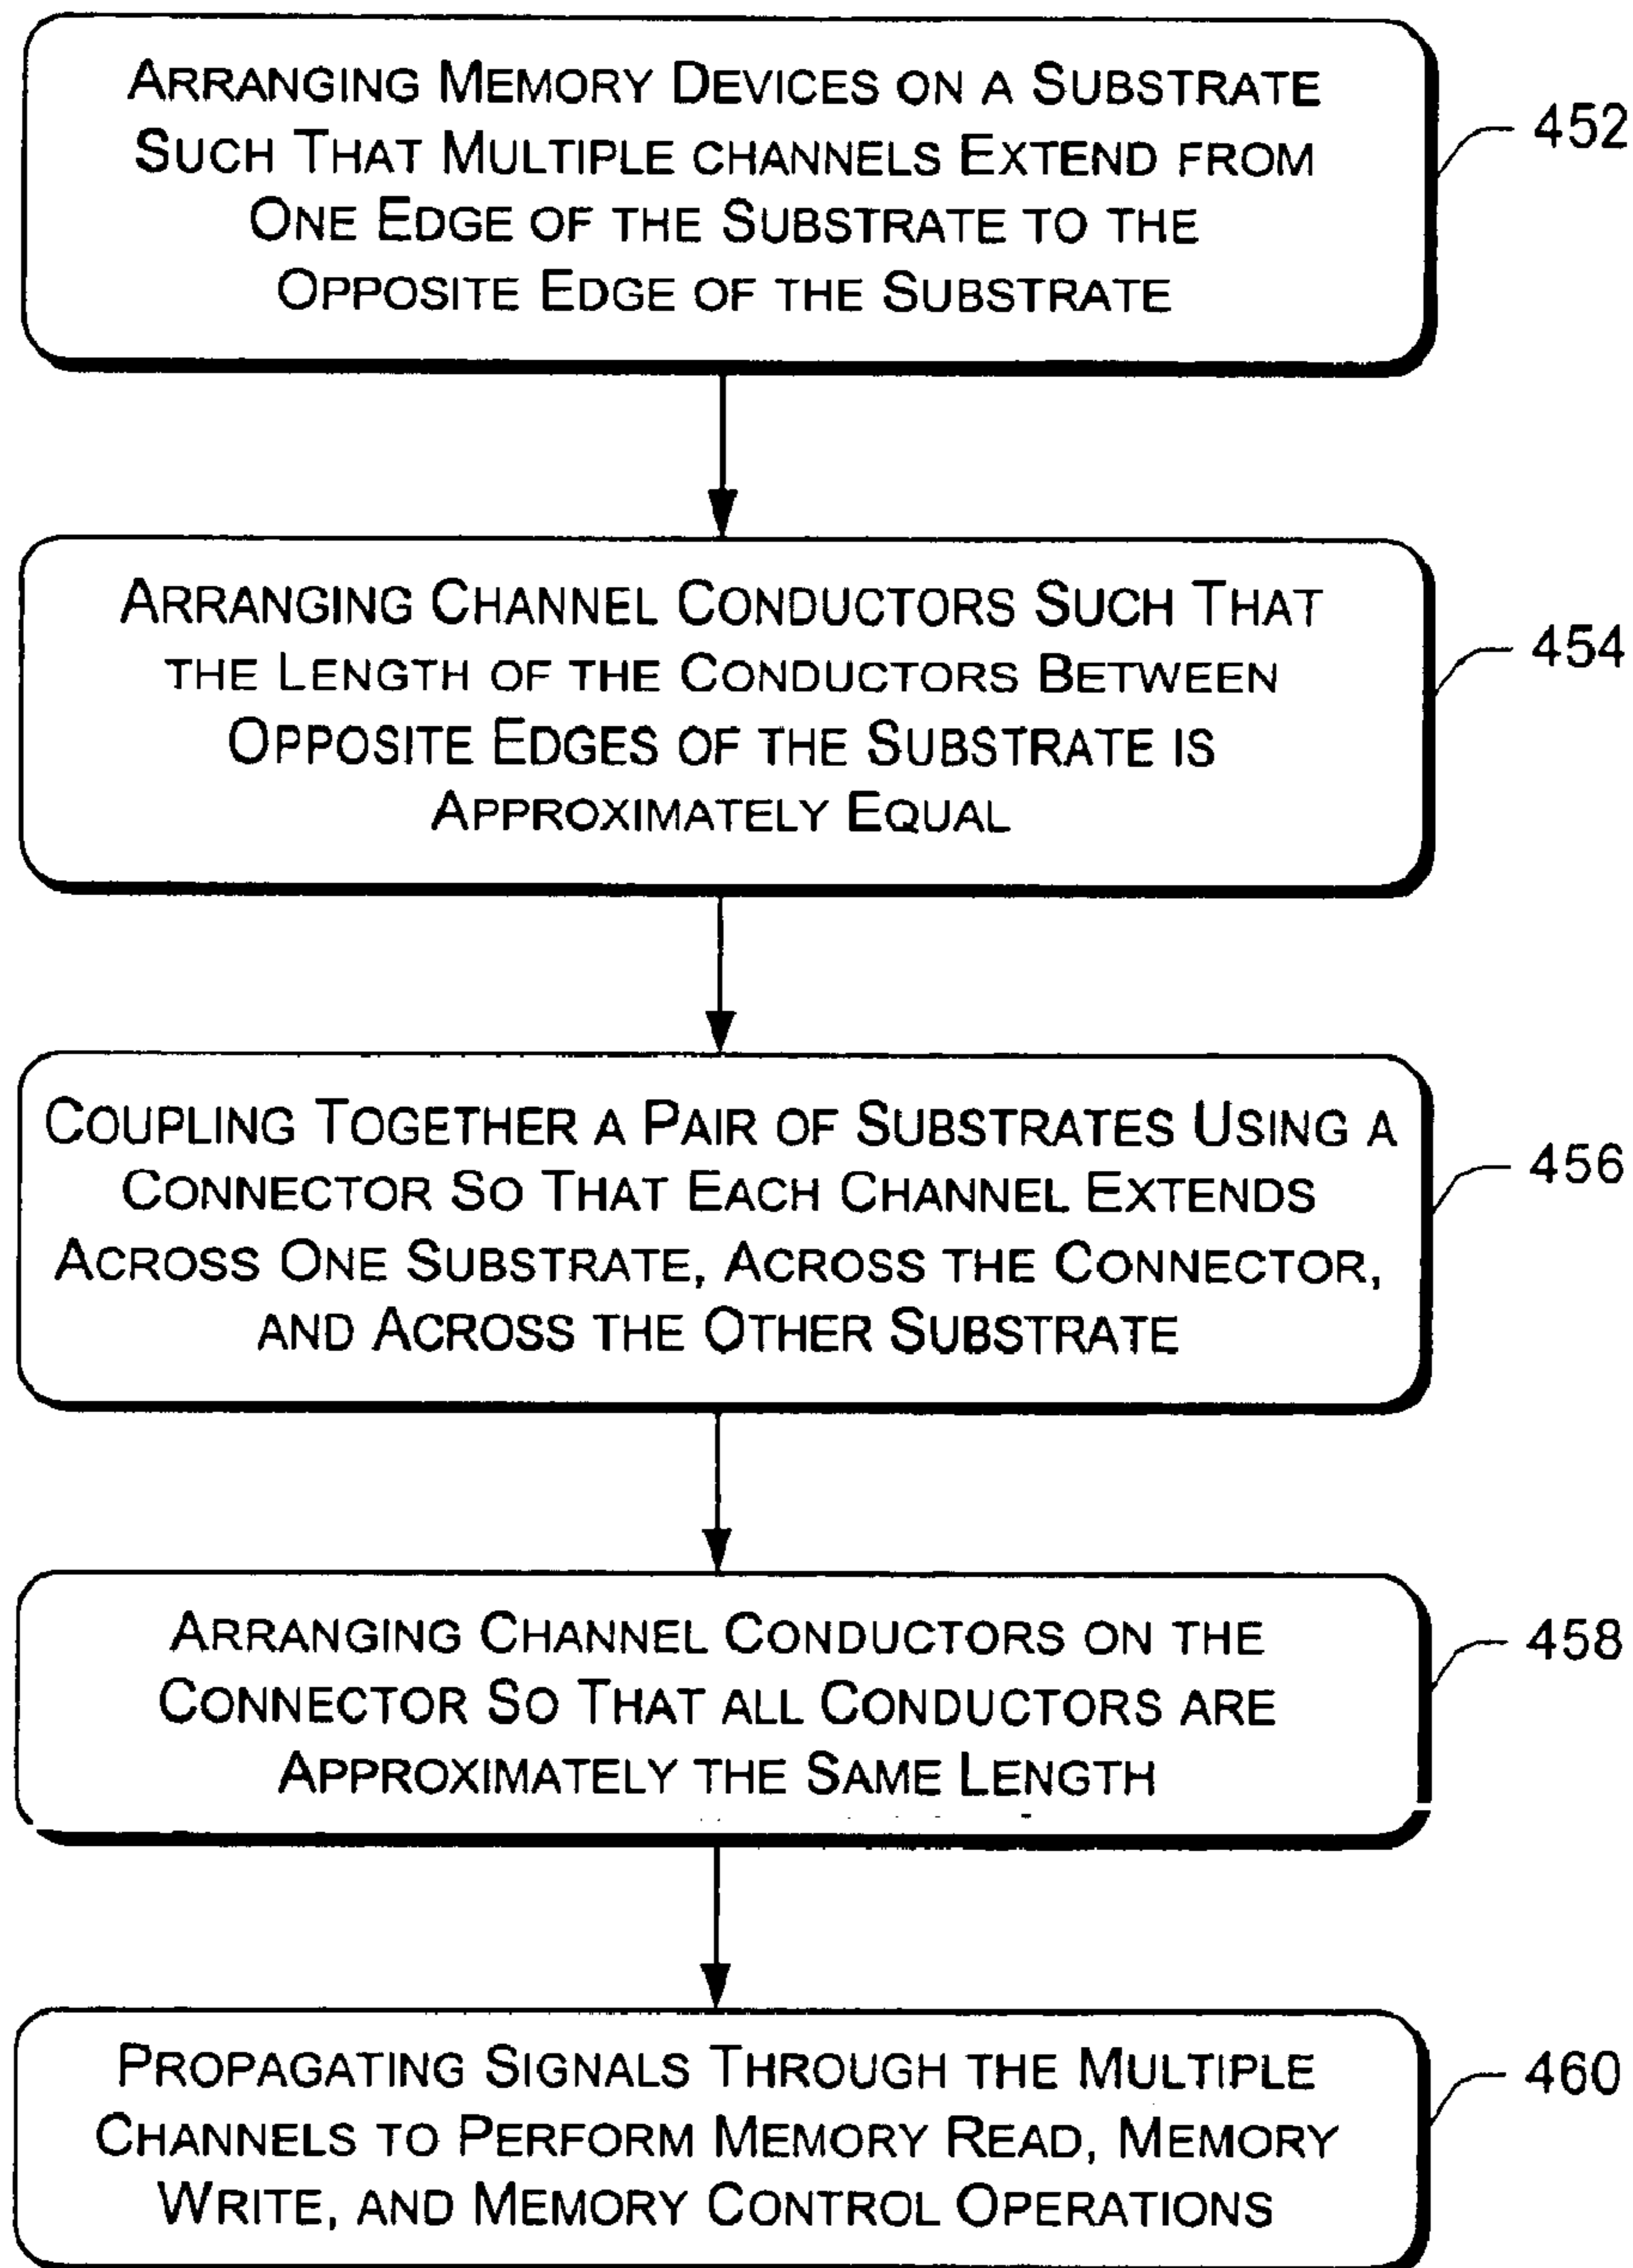 ARRANGING MEMORY DEVICES ON A SUBSTRATE
SUCH THAT MULTIPLE CHANNELS EXTEND FROM
ONE EDGE OF THE SUBSTRATE TO THE
OPPOSITE EDGE OF THE SUBSTRATE
452
ARRANGING CHANNEL CONDUCTORS SUCH THAT
THE LENGTH OF THE CONDUCTORS BETWEEN
OPPOSITE EDGES OF THE SUBSTRATE IS
APPROXIMATELY EQUAL
454
COUPLING TOGETHER A PAIR OF SUBSTRATES USING A
CONNECTOR SO THAT EACH CHANNEL EXTENDS
ACROSS ONE SUBSTRATE, ACROSS THE CONNECTOR,
AND ACROSS THE OTHER SUBSTRATE
456
ARRANGING CHANNEL CONDUCTORS ON THE
CONNECTOR SO THAT ALL CONDUCTORS ARE
APPROXIMATELY THE SAME LENGTH
458
PROPAGATING SIGNALS THROUGH THE MULTIPLE
CHANNELS TO PERFORM MEMORY READ, MEMORY
WRITE, AND MEMORY CONTROL OPERATIONS
460